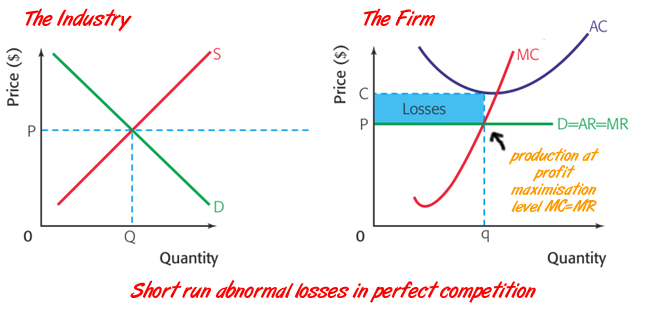 The Industry
Price ($)
S
P
D
0
Q
Quantity
The Firm
Price ($)
AC
MC
C
Losses
P
D=AR=MR
production at
profit
maximisation
level MC=MR
0
q
Quantity
Short run abnormal losses in perfect competition